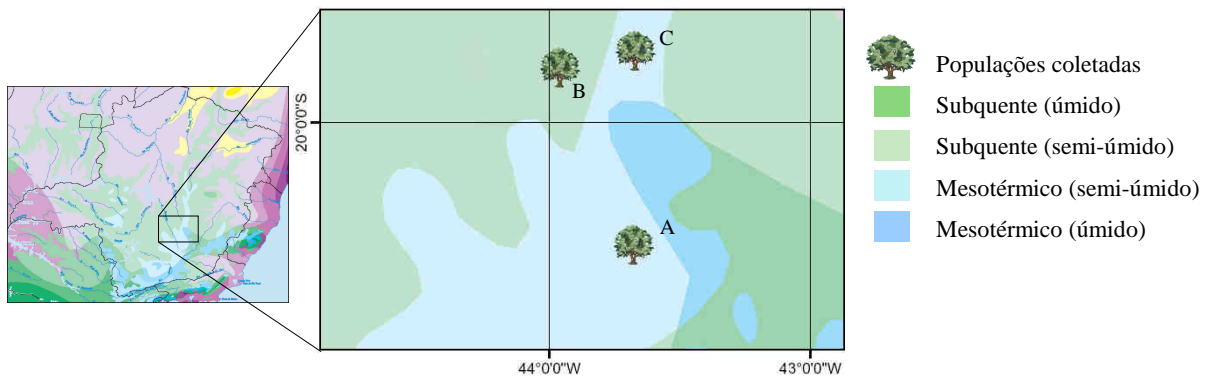 C
B
A
20°0'0"S
44°0'0"W
43°0'0"W
Populações coletadas
Subquente (úmido)
Subquente (semi-úmido)
Mesotérmico (semi-úmido)
Mesotérmico (úmido)